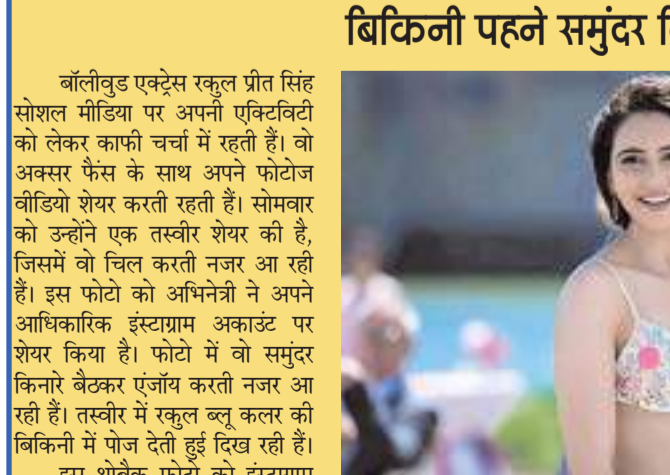 बिकिनी पहने समुंदर
बॉलीवुड एक्ट्रेस रकुल प्रीत सिंह
सोशल मीडिया पर अपनी एक्टिविटी
को लेकर काफी चर्चा में रहती हैं। वो
अक्सर फैंस के साथ अपने फोटोज
वीडियो शेयर करती रहती हैं। सोमवार
को उन्होंने एक तस्वीर शेयर की है,
जिसमें वो चिल करती नजर आ रही
हैं। इस फोटो को अभिनेत्री ने अपने
आधिकारिक इंस्टाग्राम अकाउंट पर
शेयर किया है। फोटो में वो समुंदर
किनारे बैठकर एंजॉय करती नजर आ
रही हैं। तस्वीर में रकुल ब्लू कलर की
बिकिनी में पोज देती हुई दिख रही हैं।